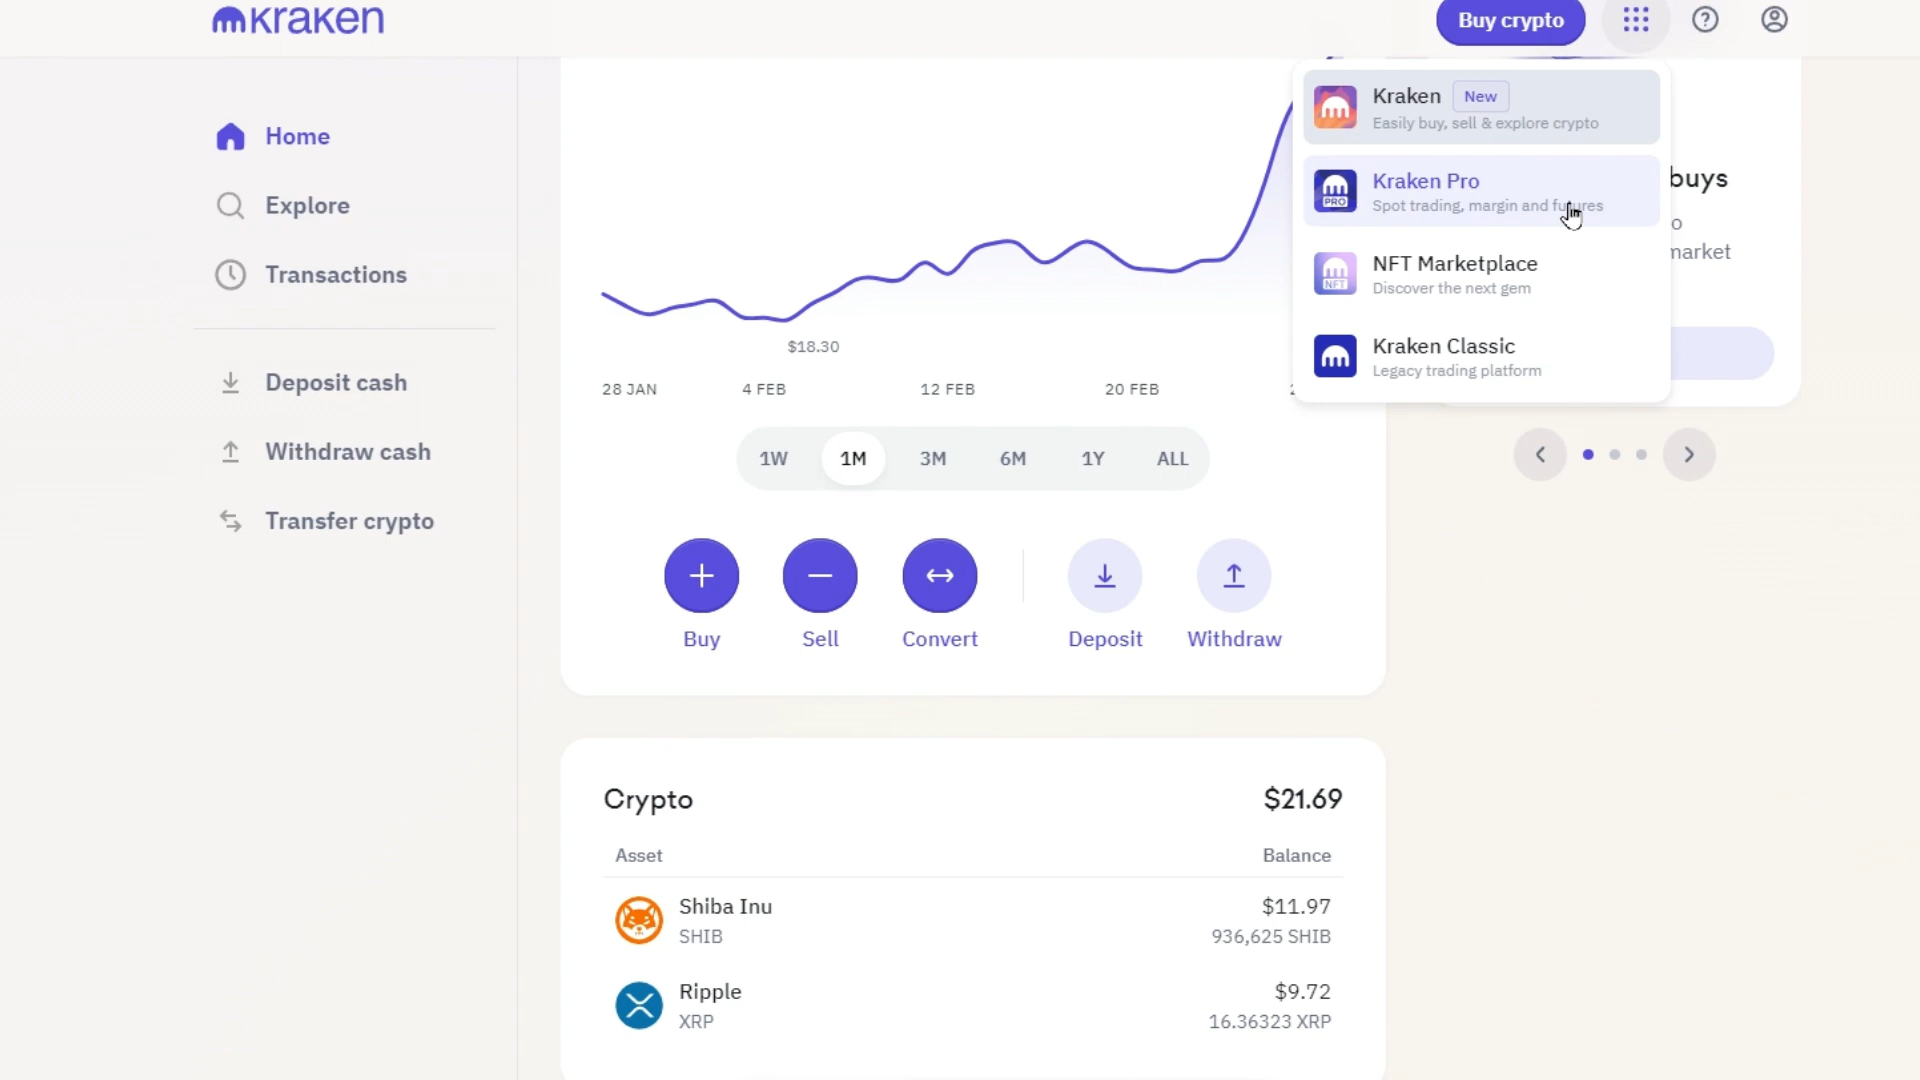 kraken
Buy crypto
Home
Explore
Transactions
Deposit cash
Withdraw cash
Transfer crypto
Kraken New
Easily buy, sell & explore crypto
Kraken Pro
Spot trading, margin and futures
NFT Marketplace
Discover the next gem
Kraken Classic
Legacy trading platform
PRO
NFT
buys
o
market
$18.30
28 JAN 4 FEB 12 FEB 20 FEB
1W 1M 3M 6M 1Y ALL
Buy Sell Convert Deposit Withdraw
Crypto $21.69
Asset Balance
Shiba Inu $11.97
SHIB 936,625 SHIB
Ripple $9.72
XRP 16.36323 XRP